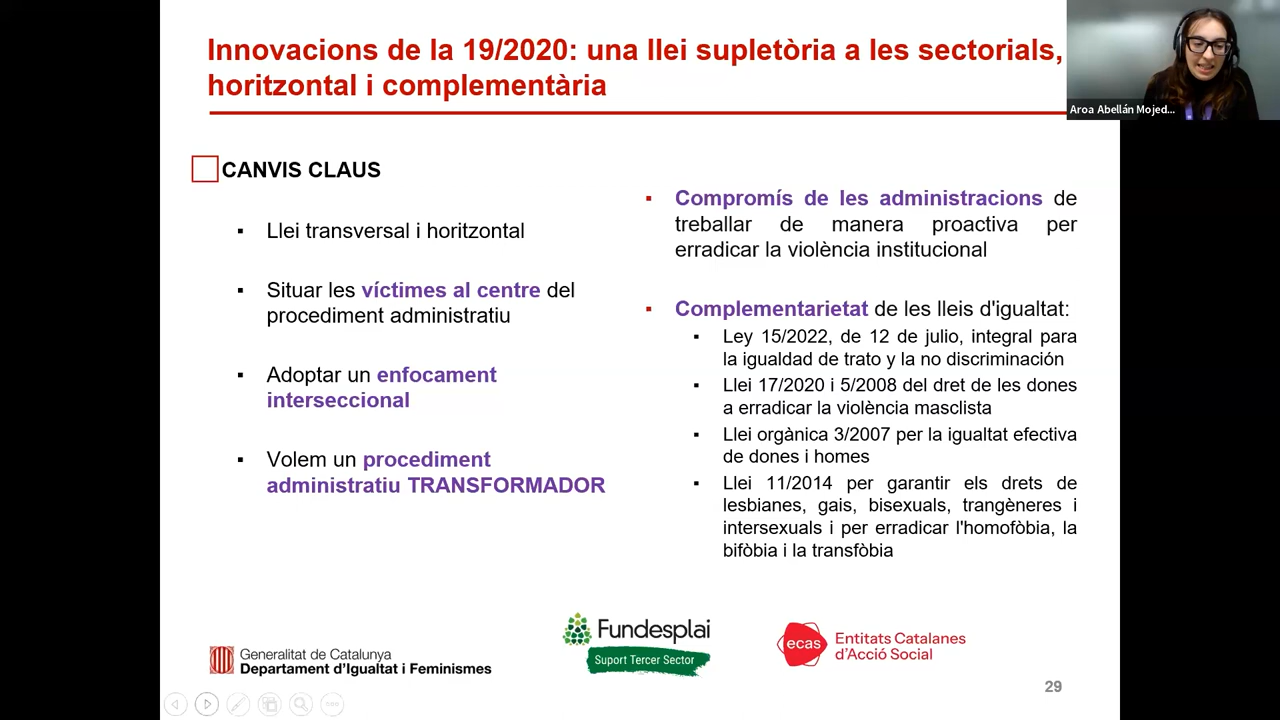 Innovacions de la 19/2020: una llei supletòria a les sectorials,
horitzontal i complementària
Aroa Abellán Mojed...
CANVIS CLAUS
Llei transversal i horitzontal
Situar les víctimes al centre del
procediment administratiu
Adoptar un enfocament
interseccional
Volem un procediment
administratiu TRANSFORMADOR
Compromís de les administracions de
treballar de manera proactiva per
erradicar la violència institucional
Complementarietat de les lleis d'igualtat:
Ley 15/2022, de 12 de julio, integral para
la igualdad de trato y la no discriminación
Llei 17/2020 i 5/2008 del dret de les dones
a erradicar la violència masclista
Llei orgànica 3/2007 per la igualtat efectiva
de dones i homes
Llei 11/2014 per garantir els drets de
lesbianes, gais, bisexuals, trangèneres i
intersexuals i per erradicar l'homofòbia, la
bifòbia i la transfòbia
Generalitat de Catalunya
Departament d'Igualtat i Feminismes
Fundesplai
Suport Tercer Sector
ecas
Entitats Catalanes
d'Acció Social
29